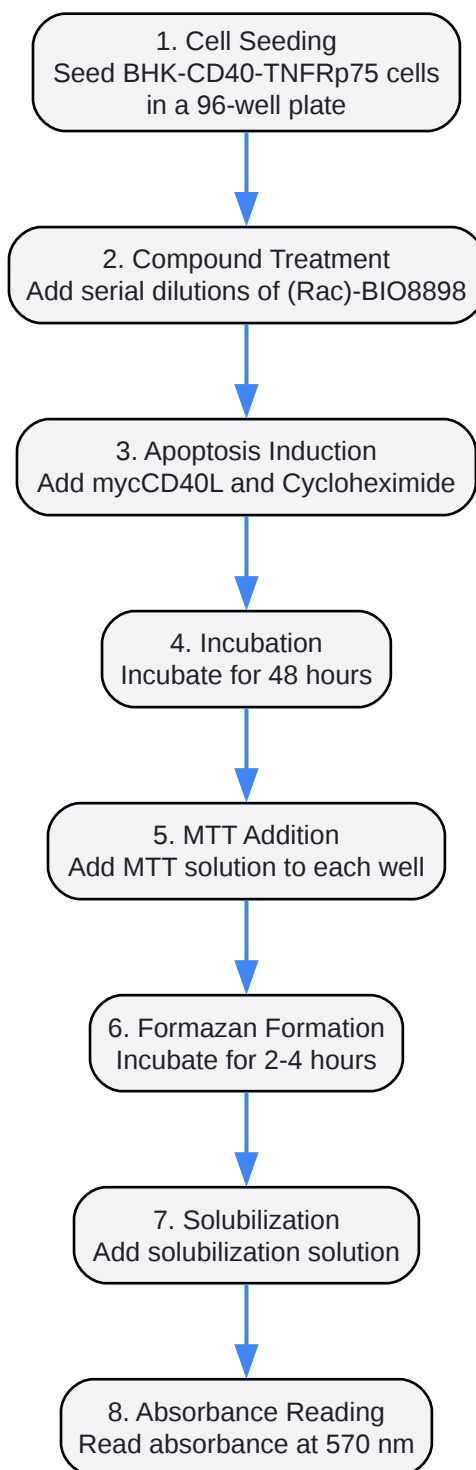 1. Cell Seeding
Seed BHK-CD40-TNFRp75 cells
in a 96-well plate
2. Compound Treatment
Add serial dilutions of (Rac)-BIO8898
3. Apoptosis Induction
Add mycCD40L and Cycloheximide
4. Incubation
Incubate for 48 hours
5. MTT Addition
Add MTT solution to each well
6. Formazan Formation
Incubate for 2-4 hours
7. Solubilization
Add solubilization solution
8. Absorbance Reading
Read absorbance at 570 nm